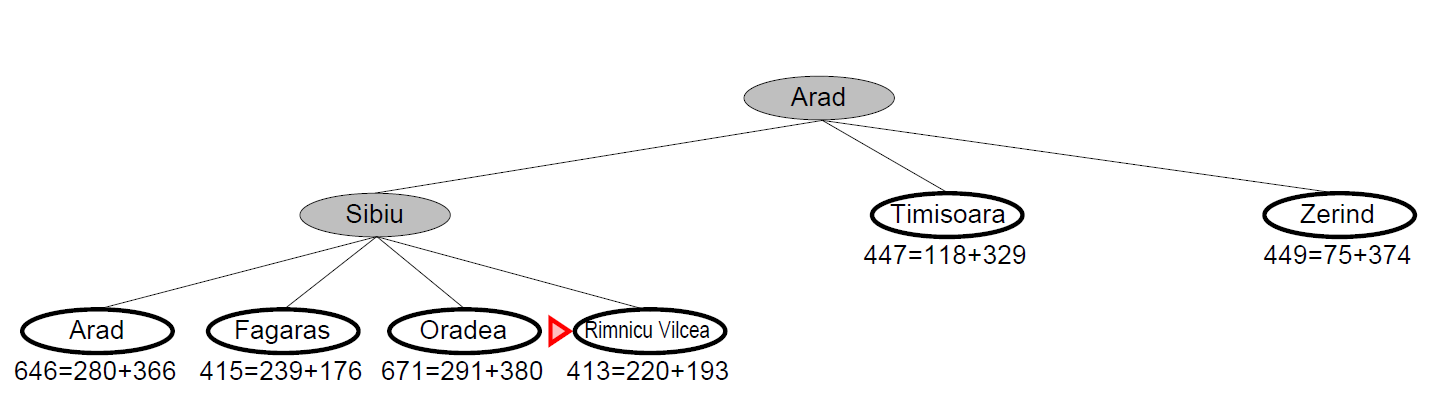 Arad
Sibiu
Timisoara
Zerind
447=118+329
449=75+374
Arad
Fagaras
Oradea
Rimnicu Vilcea
646=280+366
415=239+176
671=291+380
413=220+193